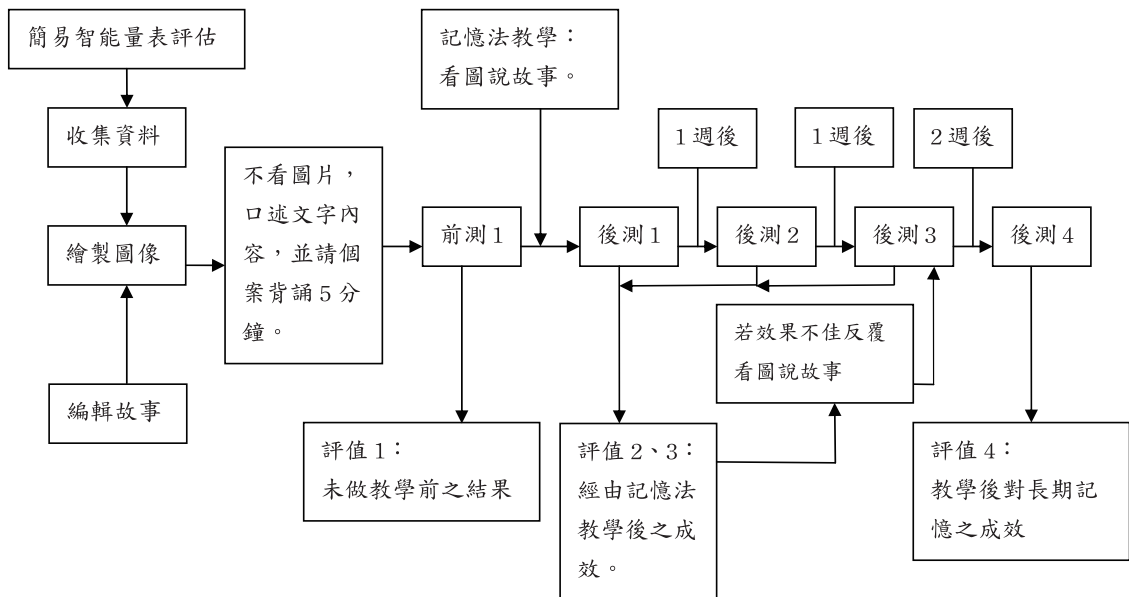 簡易智能量表評估
收集資料
繪製圖像
編輯故事
不看圖片，
口述文字內
容，並請個
案背誦5分
鐘。
記憶法教學：
看圖說故事。
前測1
後測1
1週後
後測2
1週後
後測3
2週後
後測4
若效果不佳反覆
看圖說故事
評值1：
未做教學前之結果
評值2、3：
經由記憶法
教學後之成
效。
評值4：
教學後對長期記
憶之成效